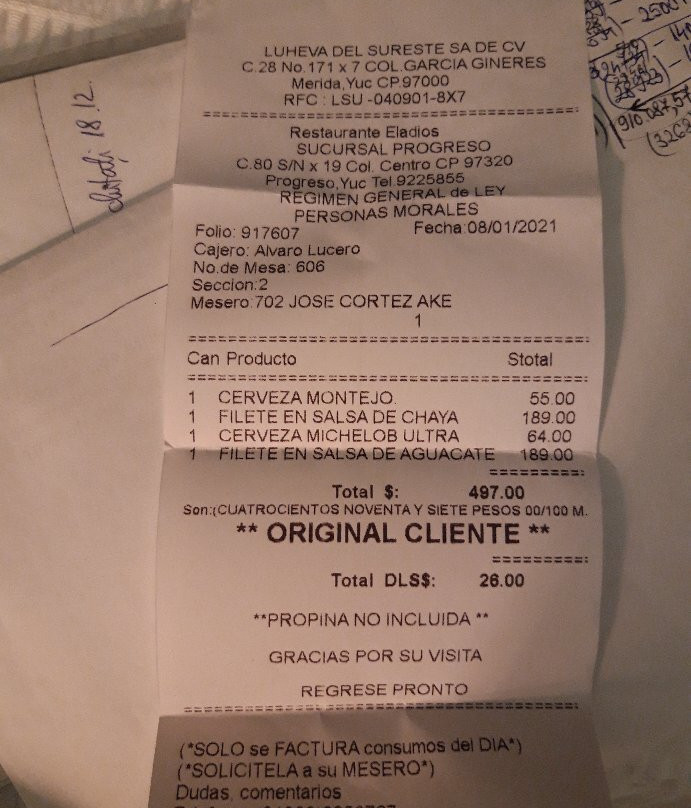 LUHEVA DEL SURESTE SA DE CV
C.28 No.171 x 7 COL.GARCIA GINERES
Merida,Yuc CP.97000
RFC : LSU -040901-8X7
Restaurante Eladios
SUCURSAL PROGRESO
C.80 S/N x 19 Col. Centro CP 97320
Progreso,Yuc Tel.9225855
REGIMEN GENERAL de LEY
PERSONAS MORALES
Folio: 917607 Fecha:08/01/2021
Cajero: Alvaro Lucero
No.de Mesa: 606
Seccion:2
Mesero:702 JOSE CORTEZ AKE
1
Can Producto Stotal
1 CERVEZA MONTEJO. 55.00
1 FILETE EN SALSA DE CHAYA 189.00
1 CERVEZA MICHELOB ULTRA 64.00
1 FILETE EN SALSA DE AGUACATE 189.00
Total $: 497.00
Son:(CUATROCIENTOS NOVENTA Y SIETE PESOS 00/100 M.
** ORIGINAL CLIENTE **
Total DLS$: 26.00
**PROPINA NO INCLUIDA **
GRACIAS POR SU VISITA
REGRESE PRONTO
(*SOLO se FACTURA consumos del DIA*)
(*SOLICITELA a su MESERO*)
Dudas, comentarios
18.12.